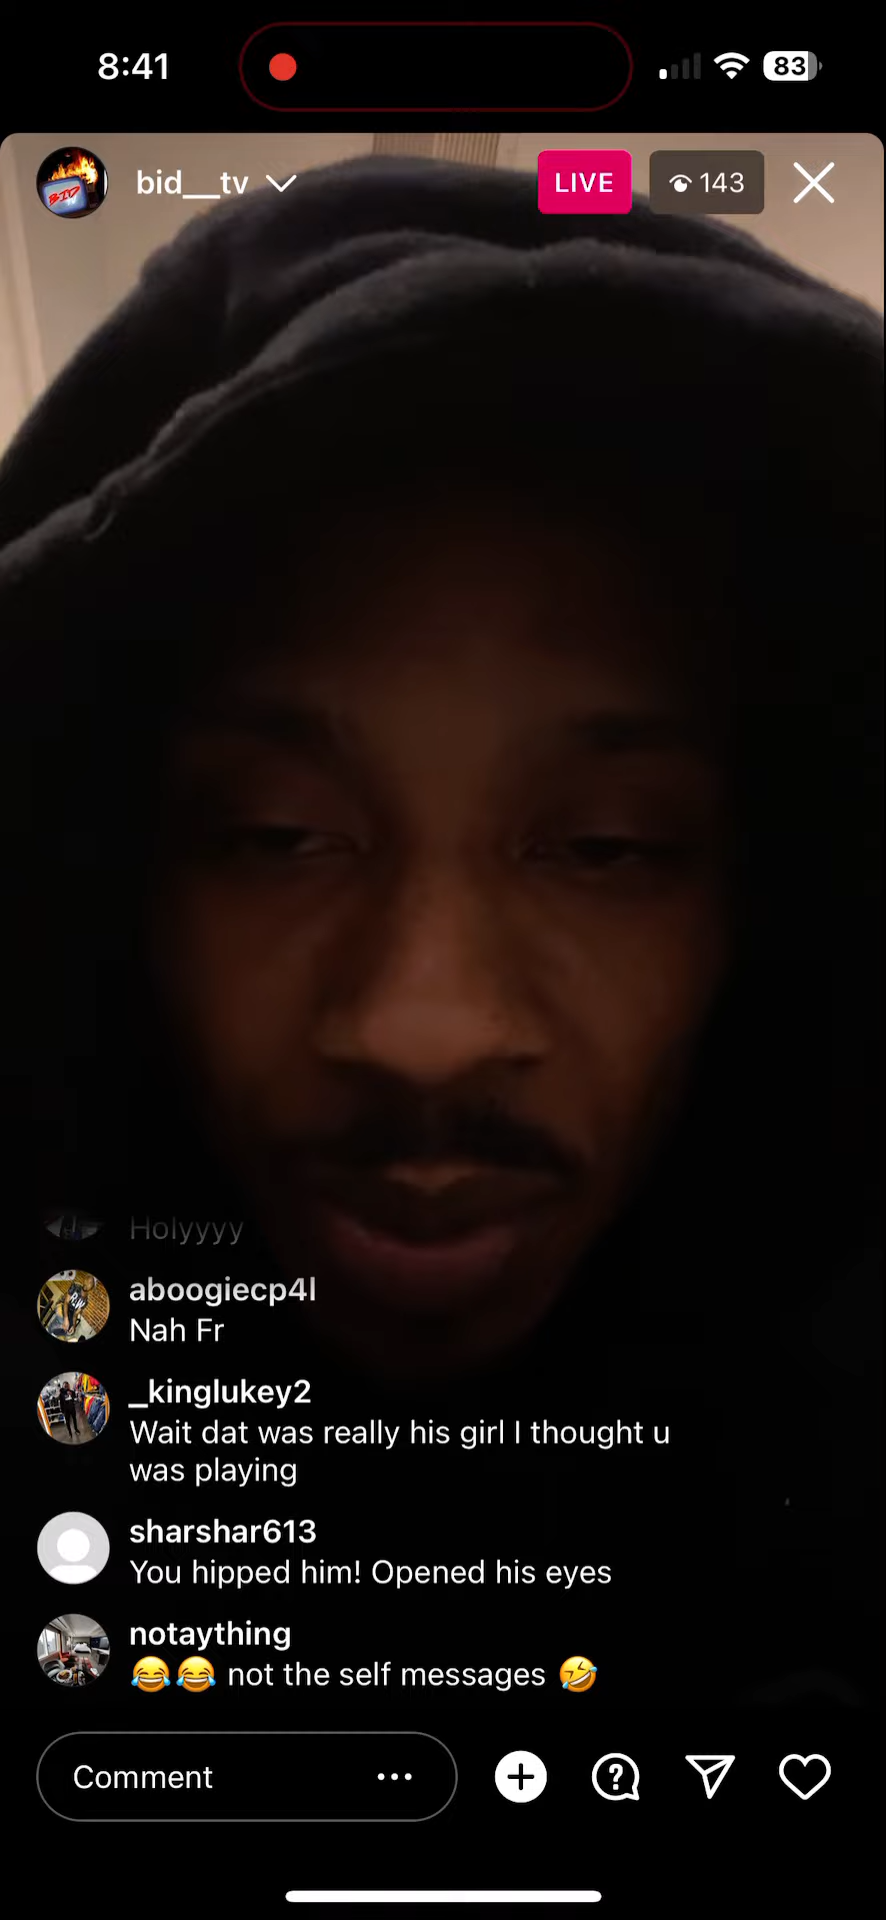 8:41
83
BID
bid__tv
LIVE
143
Holyyyy
aboogiecp4l
Nah Fr
_kinglukey2
Wait dat was really his girl I thought u
was playing
sharshar613
You hipped him! Opened his eyes
notaything
😂😂 not the self messages 🤣
Comment